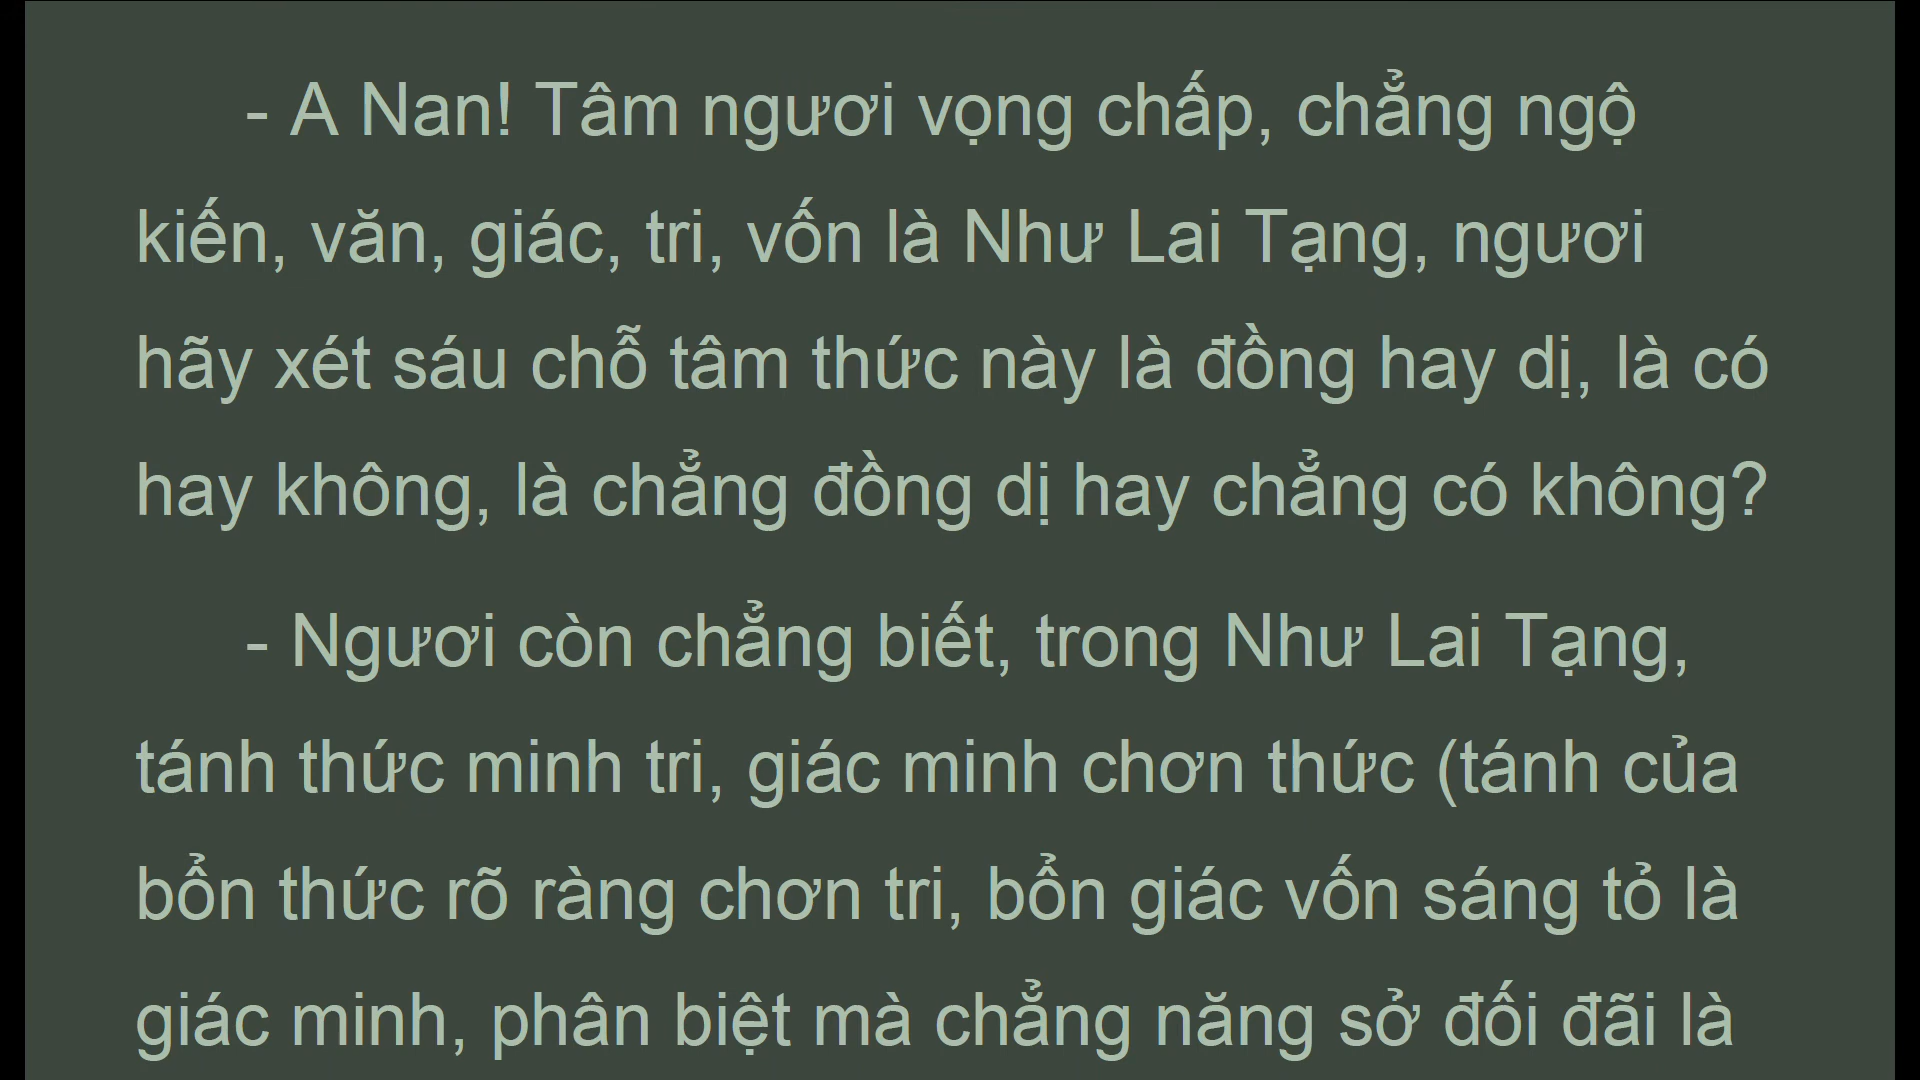 - A Nan! Tâm ngươi vọng chấp, chẳng ngộ
kiến, văn, giác, tri, vốn là Như Lai Tạng, ngươi
hãy xét sáu chỗ tâm thức này là đồng hay dị, là có
hay không, là chẳng đồng dị hay chẳng có không?
- Ngươi còn chẳng biết, trong Như Lai Tạng,
tánh thức minh tri, giác minh chơn thức (tánh của
bổn thức rõ ràng chơn tri, bổn giác vốn sáng tỏ là
giác minh, phân biệt mà chẳng năng sở đối đãi là